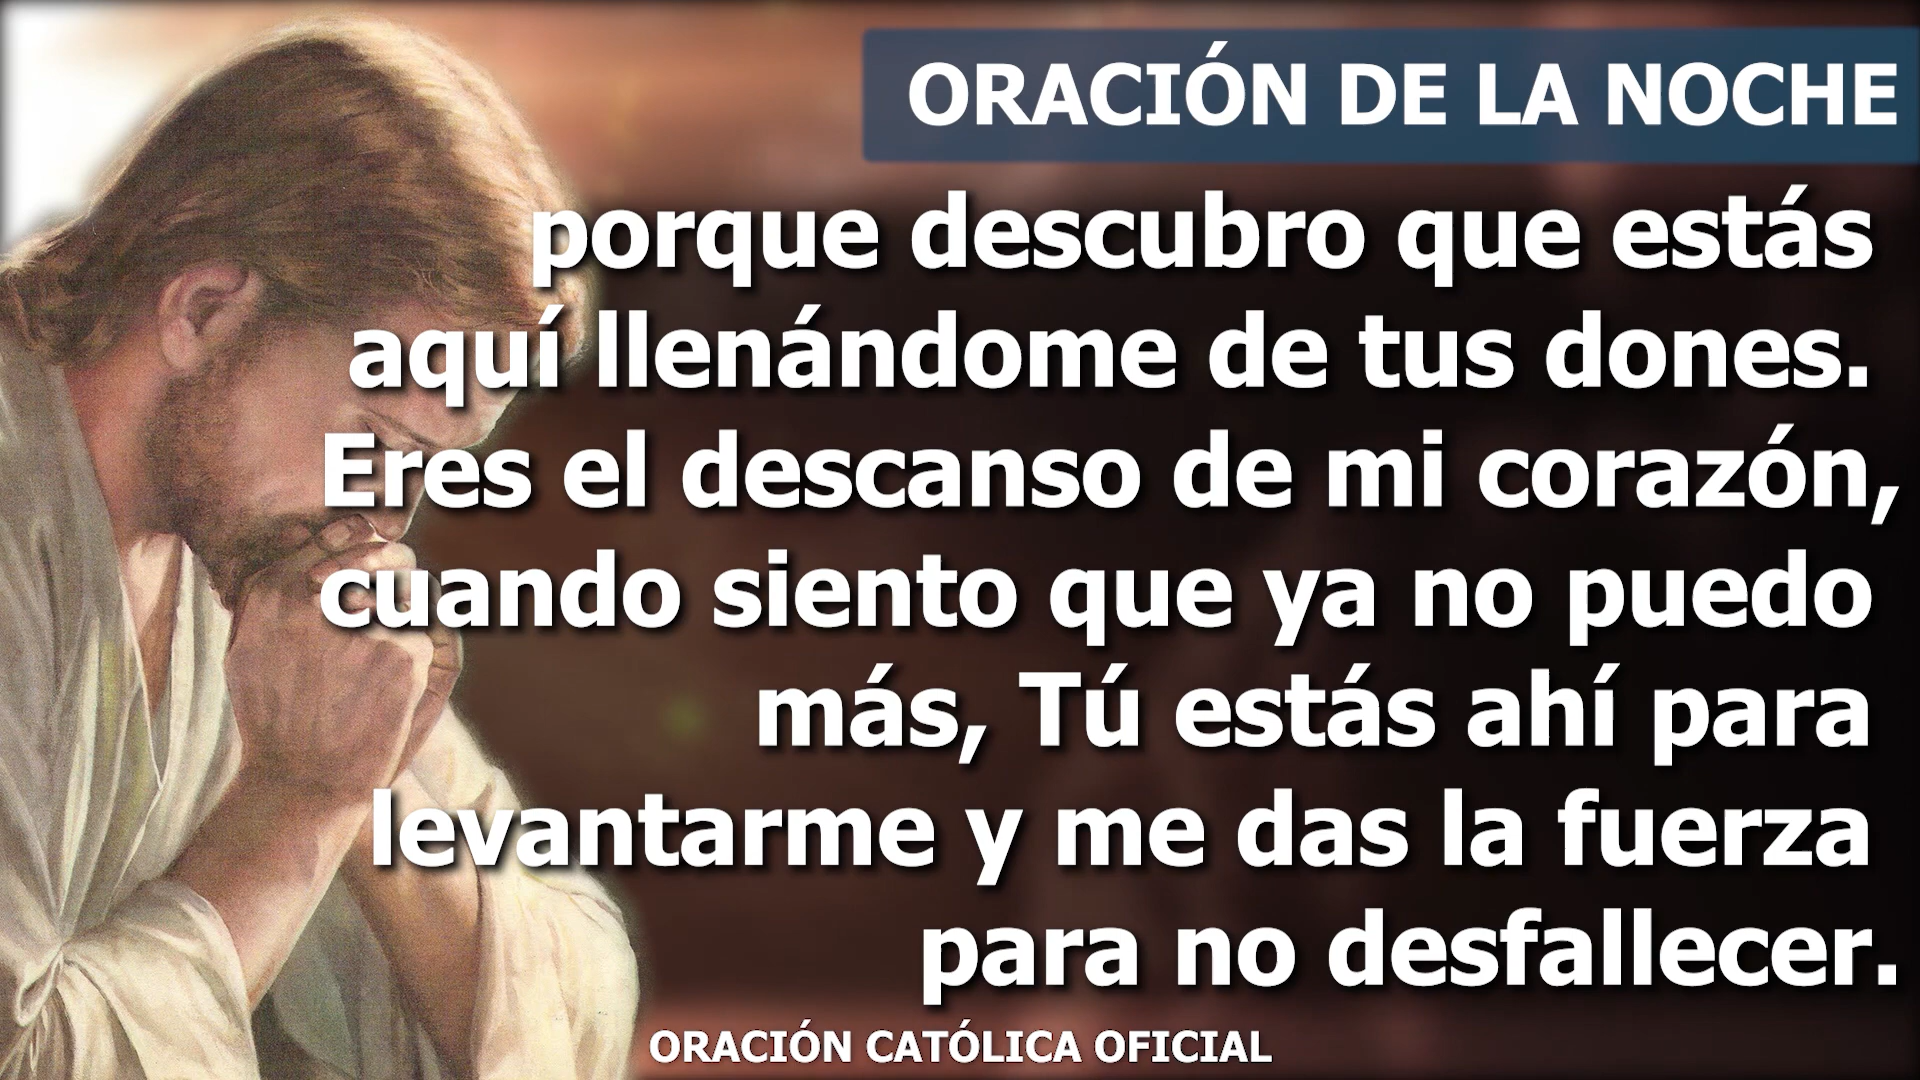 ORACIÓN DE LA NOCHE
porque descubro que estás
aquí llenándome de tus dones.
Eres el descanso de mi corazón,
cuando siento que ya no puedo
más, Tú estás ahí para
levantarme y me das la fuerza
para no desfallecer.
ORACIÓN CATÓLICA OFICIAL